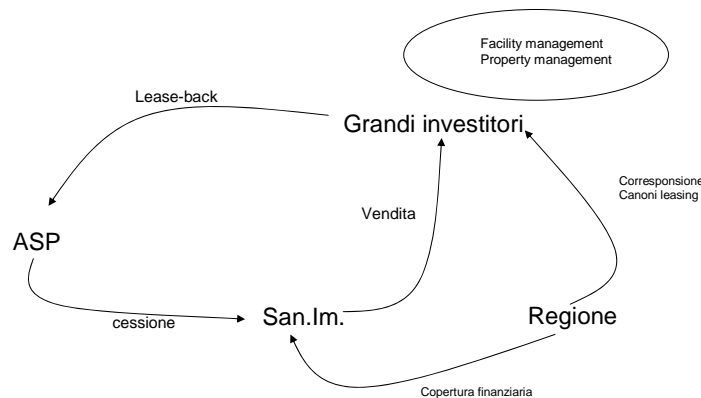 Facility management
Property management
Lease-back
Grandi investitori
Corresponsione
Canoni leasing
Vendita
ASP
cessione
San.Im.
Regione
Copertura finanziaria